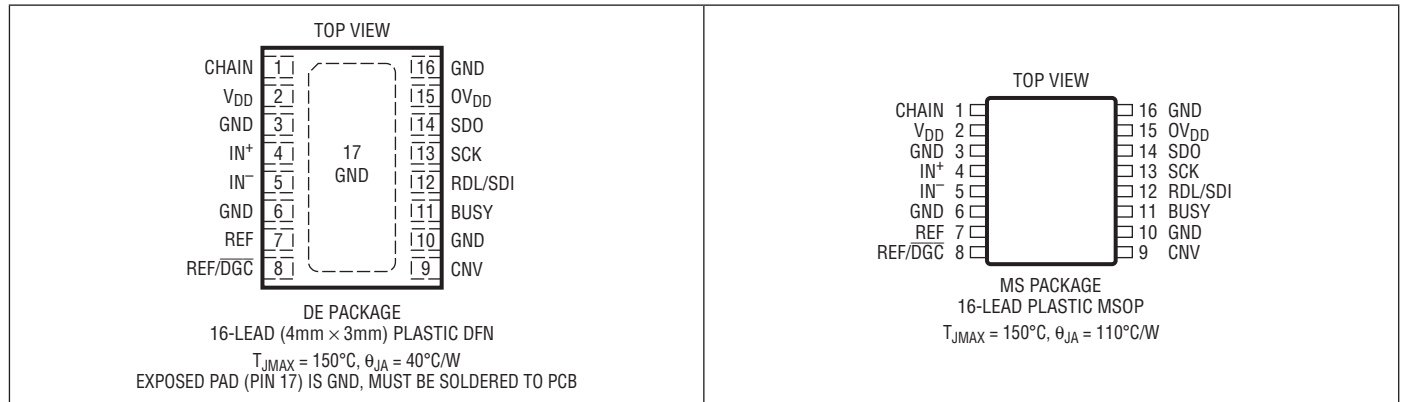 TOP VIEW
CHAIN 1
V_DD 2
GND 3
IN⁺ 4
IN⁻ 5
GND 6
REF 7
REF/D̅G̅C̅ 8
17
GND
16 GND
15 OV_DD
14 SDO
13 SCK
12 RDL/SDI
11 BUSY
10 GND
9 CNV
DE PACKAGE
16-LEAD (4mm × 3mm) PLASTIC DFN
T_JMAX = 150°C, θ_JA = 40°C/W
EXPOSED PAD (PIN 17) IS GND, MUST BE SOLDERED TO PCB
TOP VIEW
CHAIN 1
V_DD 2
GND 3
IN⁺ 4
IN⁻ 5
GND 6
REF 7
REF/D̅G̅C̅ 8
16 GND
15 OV_DD
14 SDO
13 SCK
12 RDL/SDI
11 BUSY
10 GND
9 CNV
MS PACKAGE
16-LEAD PLASTIC MSOP
T_JMAX = 150°C, θ_JA = 110°C/W